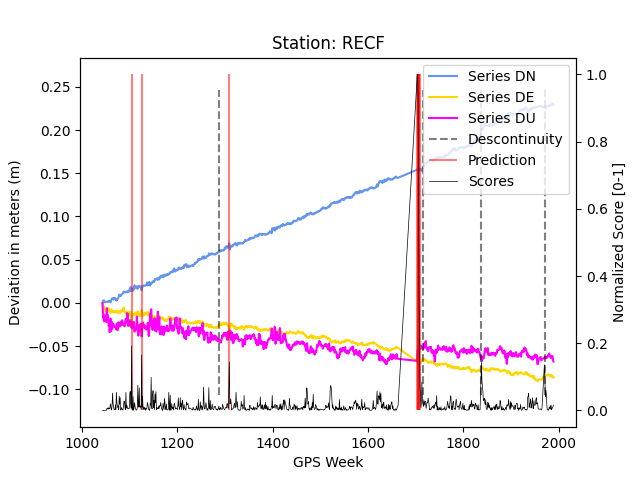 Station: RECF
Deviation in meters (m)
0.25
0.20
0.15
0.10
0.05
0.00
−0.05
−0.10
1000
1200
1400
1600
1800
2000
GPS Week
1.0
0.8
0.6
0.4
0.2
0.0
Normalized Score [0-1]
Series DN
Series DE
Series DU
Descontinuity
Prediction
Scores